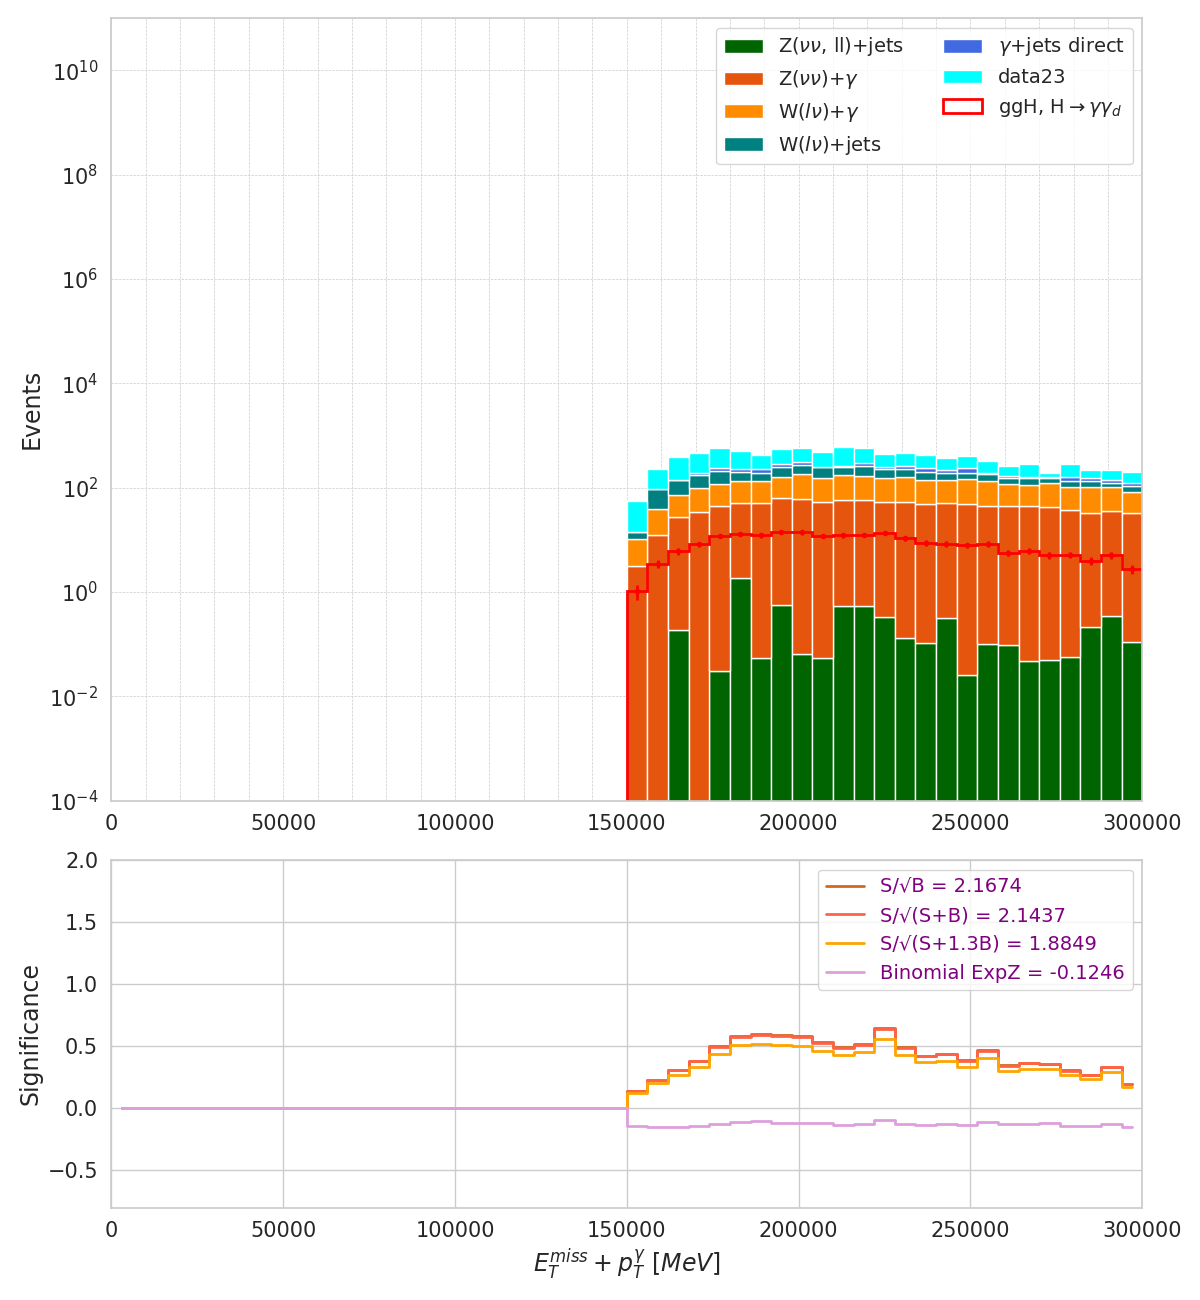 Z(νν, ll)+jets
Z(νν)+γ
W(lν)+γ
W(lν)+jets
γ+jets direct
data23
ggH, H→γγ_d
Events
10^10
10^8
10^6
10^4
10^2
10^0
10^−2
10^−4
0 50000 100000 150000 200000 250000 300000
S/√B = 2.1674
S/√(S+B) = 2.1437
S/√(S+1.3B) = 1.8849
Binomial ExpZ = -0.1246
Significance
2.0
1.5
1.0
0.5
0.0
−0.5
0 50000 100000 150000 200000 250000 300000
E_T^miss + p_T^γ [MeV]